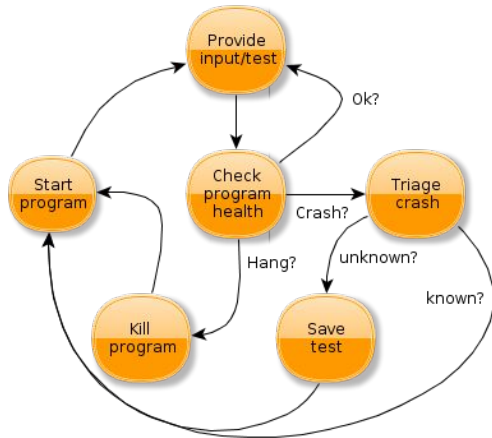 Provide
input/test
Ok?
Start
program
Check
program
health
Crash?
Triage
crash
Hang?
unknown?
known?
Kill
program
Save
test